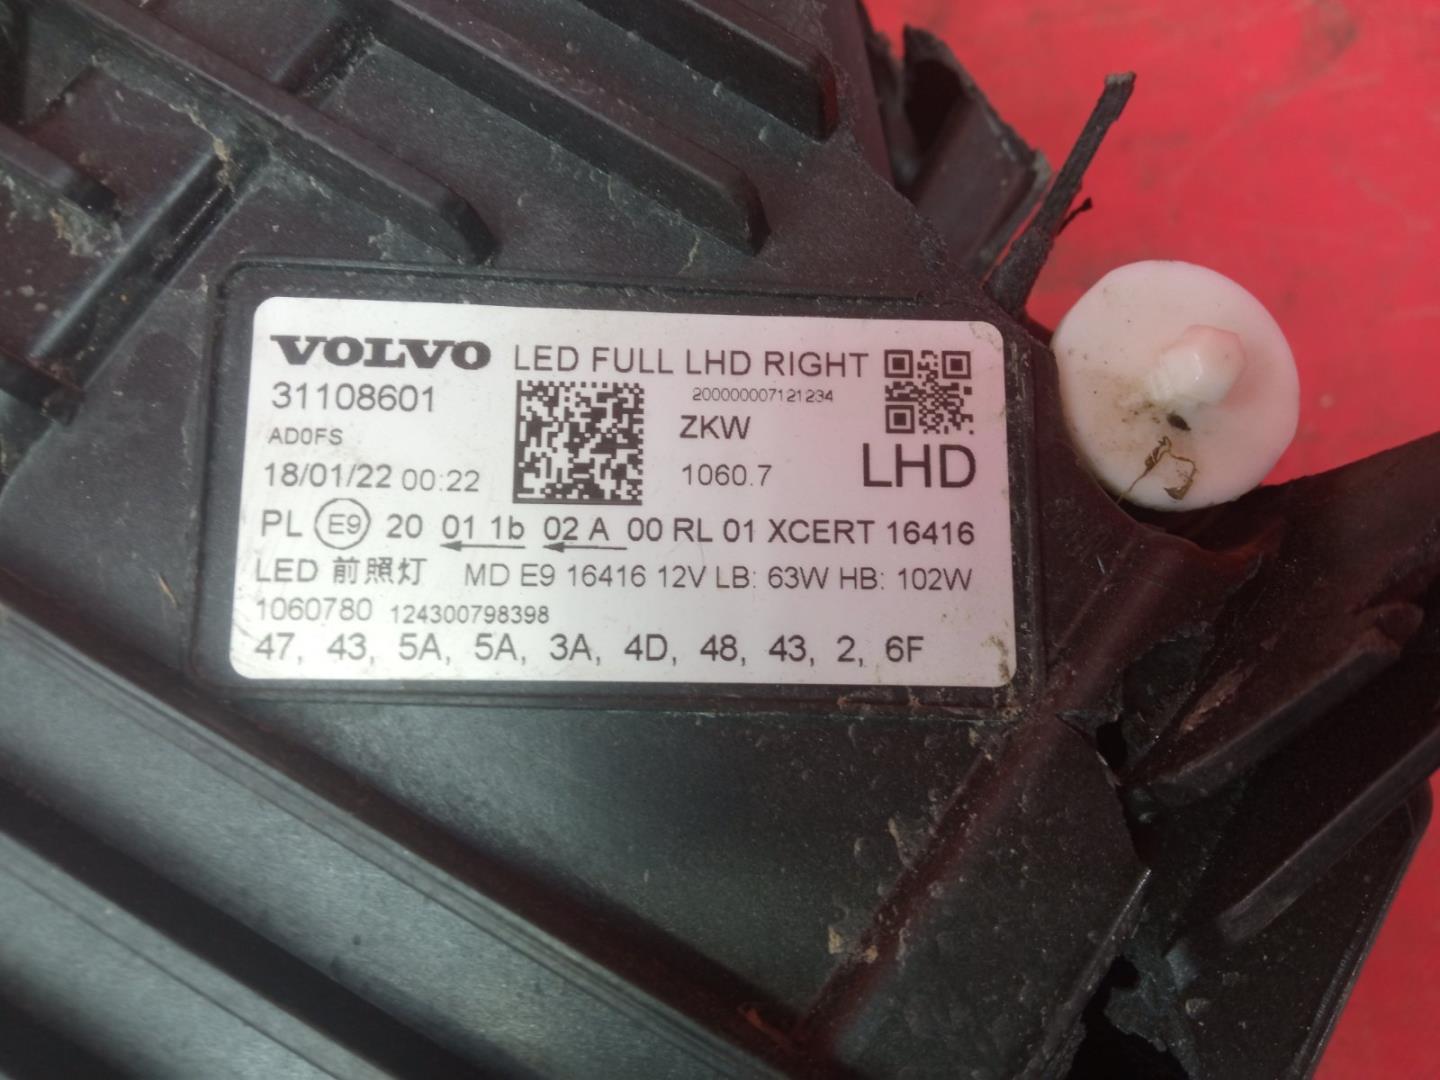 VOLVO LED FULL LHD RIGHT
31108601 200000007121234
AD0FS ZKW
18/01/22 00:22 1060.7 LHD
PL E9 20 01 1b 02 A 00 RL 01 XCERT 16416
LED 前照灯 MD E9 16416 12V LB: 63W HB: 102W
1060780 124300798398
47, 43, 5A, 5A, 3A, 4D, 48, 43, 2, 6F